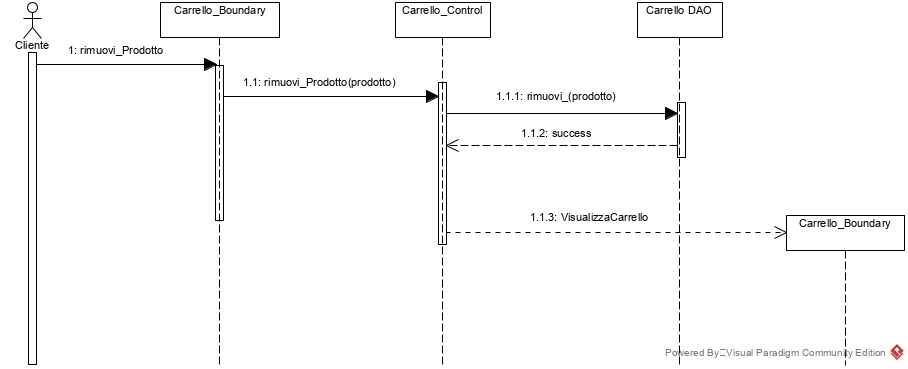 Carrello_Boundary
Carrello_Control
Carrello DAO
Cliente
1: rimuovi_Prodotto
1.1: rimuovi_Prodotto(prodotto)
1.1.1: rimuovi_(prodotto)
1.1.2: success
1.1.3: VisualizzaCarrello
Carrello_Boundary
Powered By Visual Paradigm Community Edition